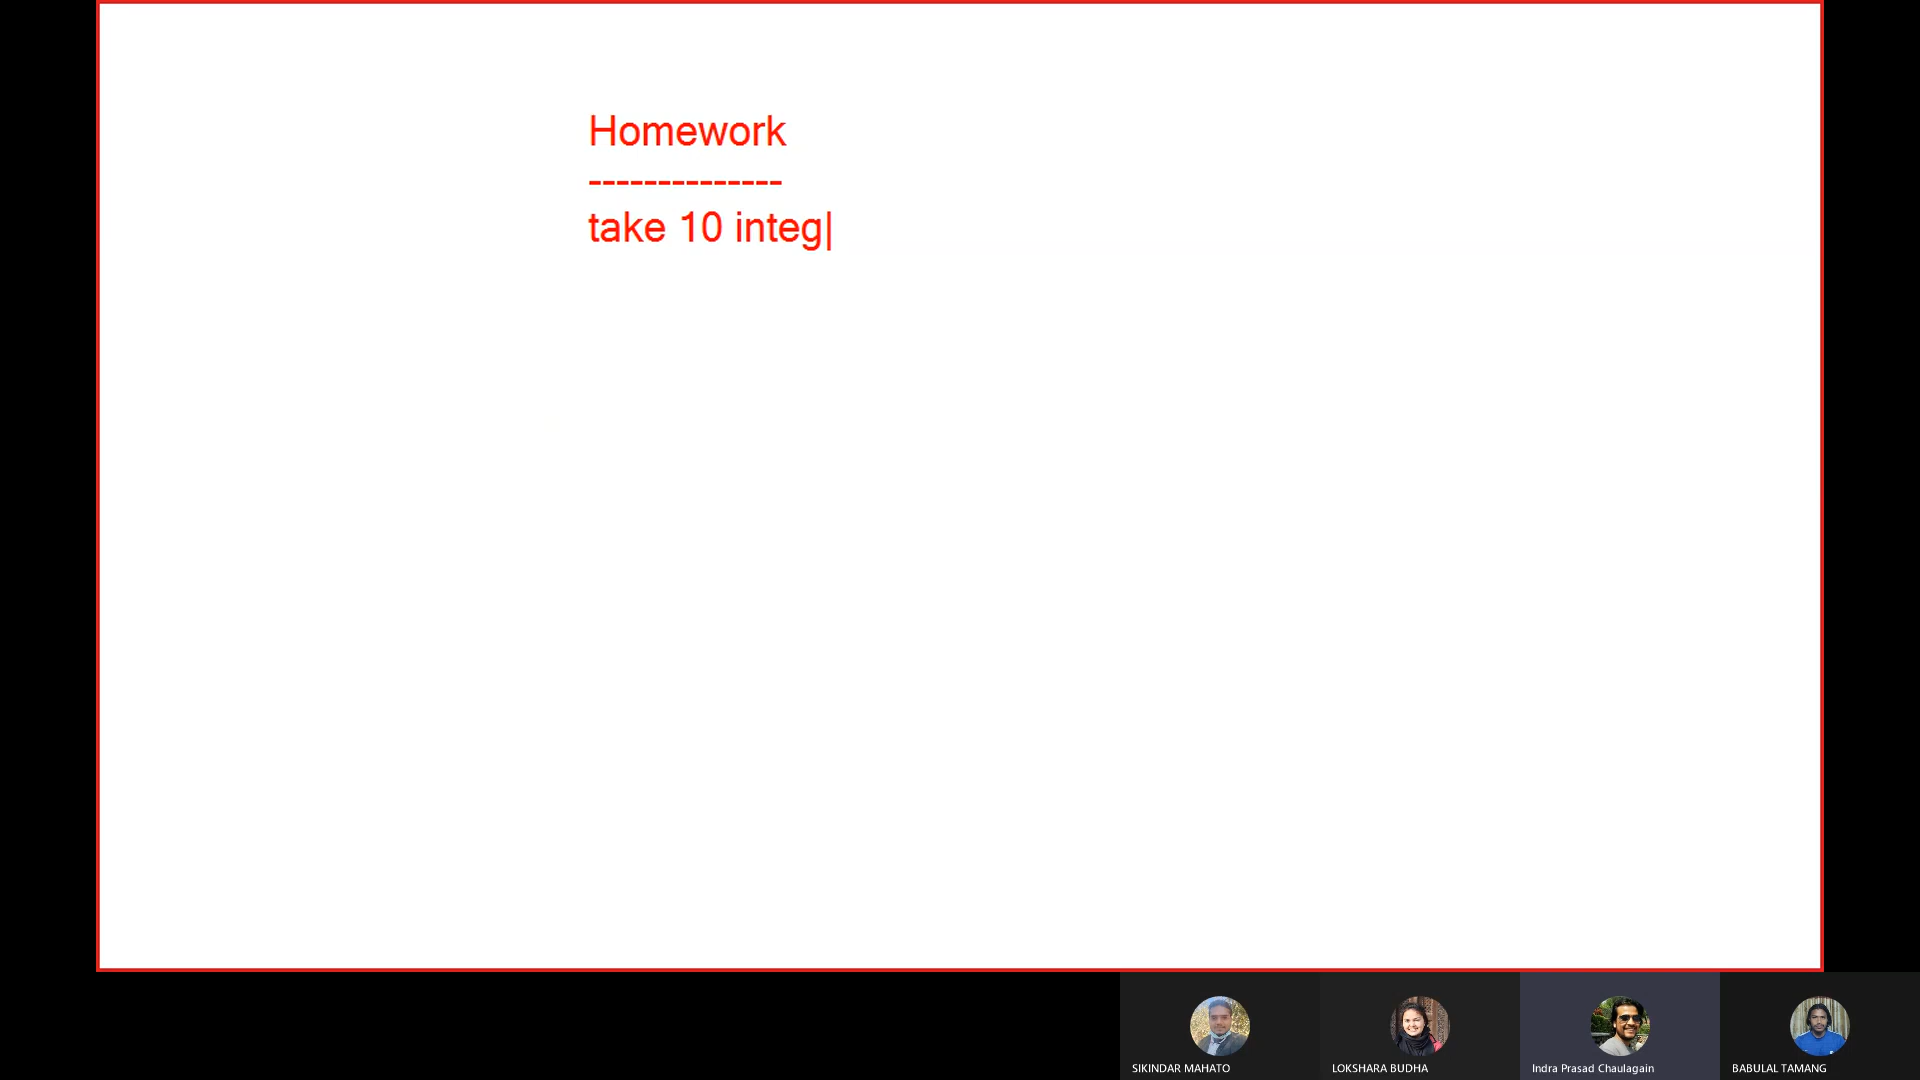 Homework
--------------
take 10 integ
SIKINDAR MAHATO
LOKSHARA BUDHA
Indra Prasad Chaulagain
BABULAL TAMANG